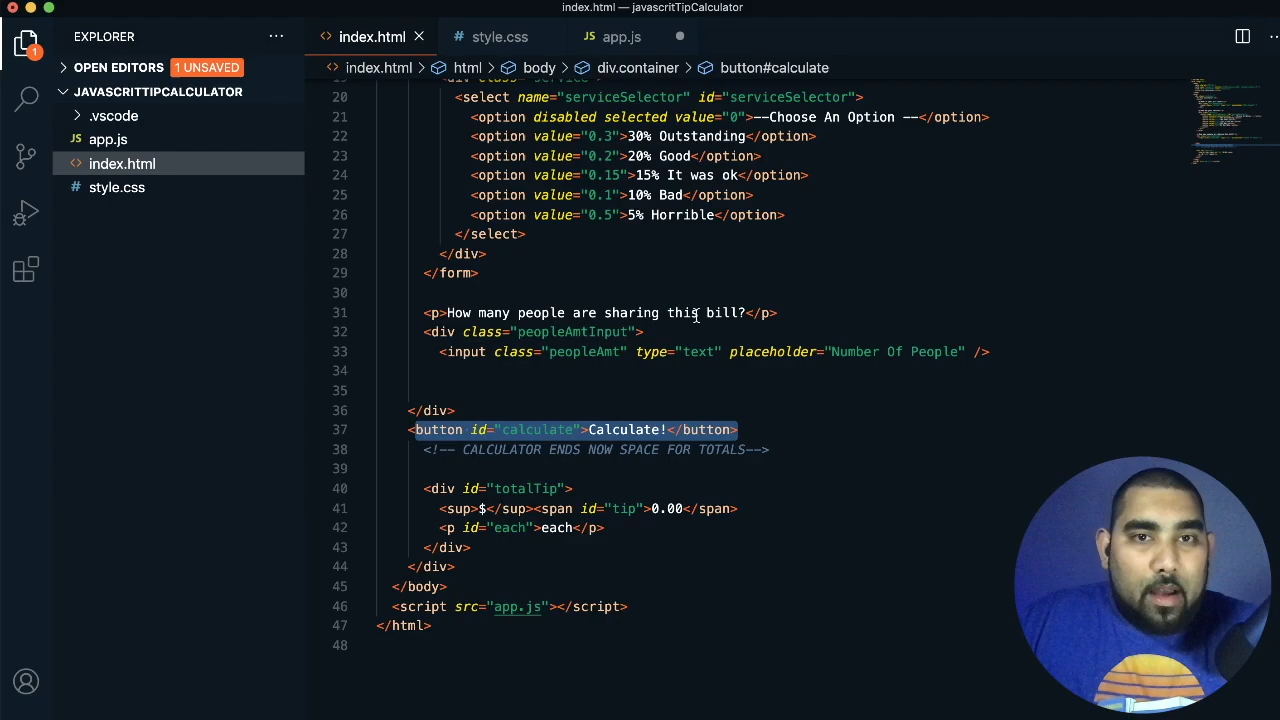 index.html — javascritTipCalculator
EXPLORER
index.html
style.css
app.js
OPEN EDITORS
1 UNSAVED
index.html > html > body > div.container > button#calculate
JAVASCRITTIPCALCULATOR
.vscode
JS app.js
<> index.html
# style.css
1
20 <select name="serviceSelector" id="serviceSelector">
21 <option disabled selected value="0">--Choose An Option --</option>
22 <option value="0.3">30% Outstanding</option>
23 <option value="0.2">20% Good</option>
24 <option value="0.15">15% It was ok</option>
25 <option value="0.1">10% Bad</option>
26 <option value="0.5">5% Horrible</option>
27 </select>
28 </div>
29 </form>
30
31 <p>How many people are sharing this bill?</p>
32 <div class="peopleAmtInput">
33 <input class="peopleAmt" type="text" placeholder="Number Of People" />
34
35
36 </div>
37 <button id="calculate">Calculate!</button>
38 <!-- CALCULATOR ENDS NOW SPACE FOR TOTALS-->
39
40 <div id="totalTip">
41 <sup>$</sup><span id="tip">0.00</span>
42 <p id="each">each</p>
43 </div>
44 </div>
45 </body>
46 <script src="app.js"></script>
47 </html>
48